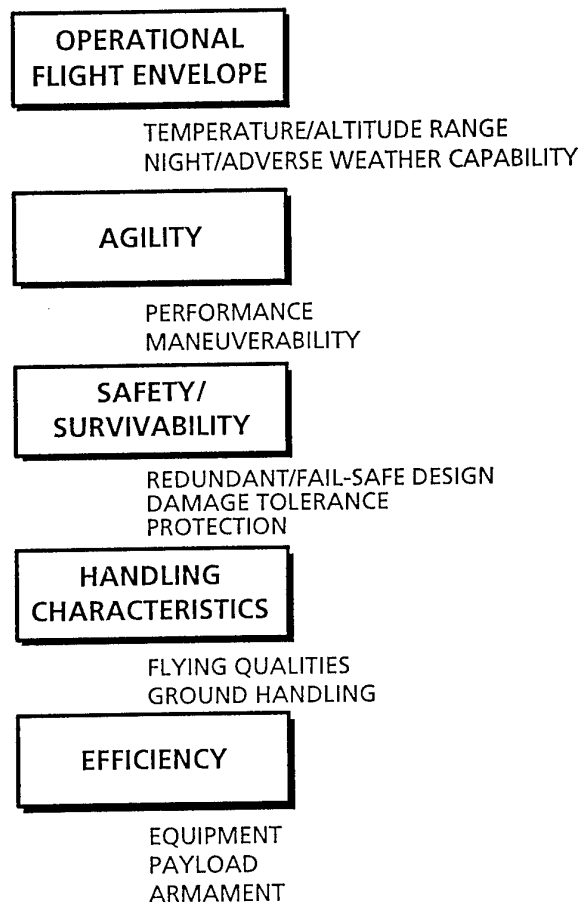 OPERATIONAL
FLIGHT ENVELOPE
TEMPERATURE/ALTITUDE RANGE
NIGHT/ADVERSE WEATHER CAPABILITY
AGILITY
PERFORMANCE
MANEUVERABILITY
SAFETY/
SURVIVABILITY
REDUNDANT/FAIL-SAFE DESIGN
DAMAGE TOLERANCE
PROTECTION
HANDLING
CHARACTERISTICS
FLYING QUALITIES
GROUND HANDLING
EFFICIENCY
EQUIPMENT
PAYLOAD
ARMAMENT